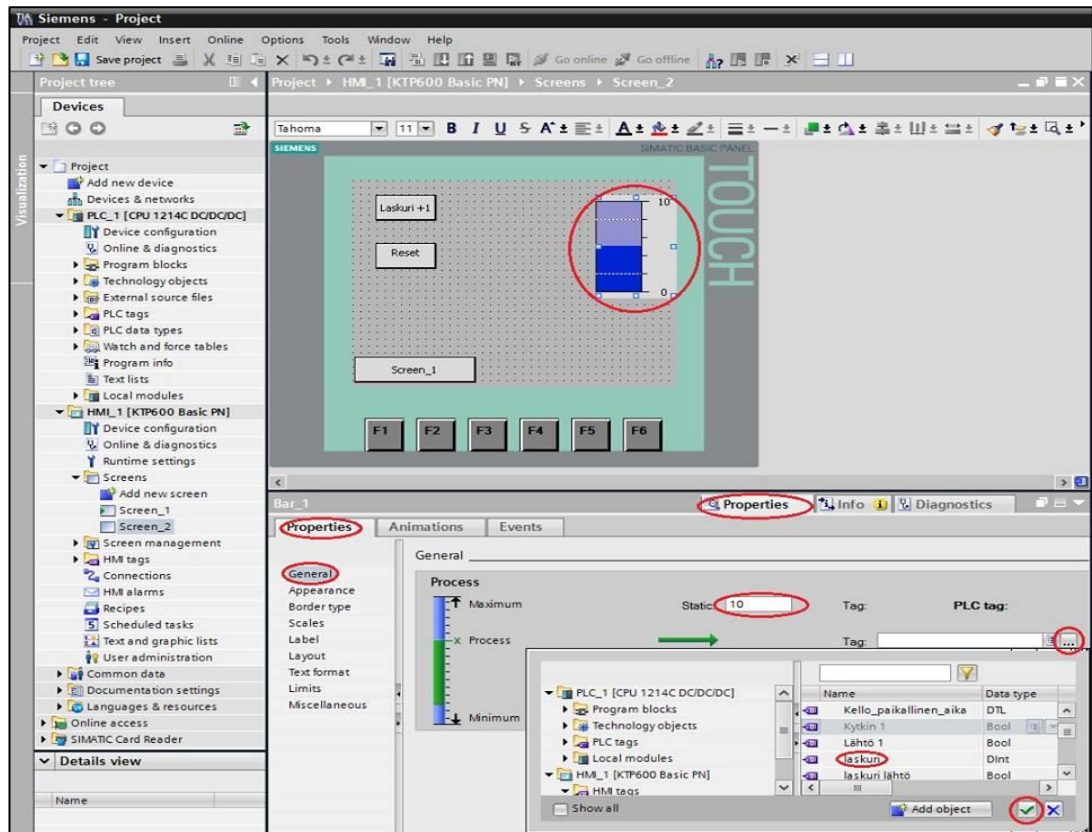 Siemens - Project
Project Edit View Insert Online Options Tools Window Help
Save project Go online Go offline
Project tree
Project HMI_1 [KTP600 Basic PN] Screens Screen_2
Devices
Tahoma 11 B I U S A
Visualization
SIEMENS SIMATIC BASIC PANEL
TOUCH
Project
Add new device
Devices & networks
PLC_1 [CPU 1214C DC/DC/DC]
Device configuration
Online & diagnostics
Program blocks
Technology objects
External source files
PLC tags
PLC data types
Watch and force tables
Program info
Text lists
Local modules
HMI_1 [KTP600 Basic PN]
Device configuration
Online & diagnostics
Runtime settings
Screens
Add new screen
Screen_1
Screen_2
Screen management
HMI tags
Connections
HMI alarms
Recipes
Scheduled tasks
Text and graphic lists
User administration
Common data
Documentation settings
Languages & resources
Online access
SIMATIC Card Reader
Details view
Name
Laskuri +1
Reset
10
0
Screen_1
F1 F2 F3 F4 F5 F6
Bar_1
Properties Info Diagnostics
Properties Animations Events
General
Appearance
Border type
Scales
Label
Layout
Text format
Limits
Miscellaneous
General
Process
Maximum Static: 10 Tag: PLC tag:
Process Tag: ...
Minimum
PLC_1 [CPU 1214C DC/DC/DC]
Program blocks
Technology objects
PLC tags
Local modules
HMI_1 [KTP600 Basic PN]
HMI tags
Name Data type
Kello_paikallinen_aika DTL
Kytkin 1 Bool
Lähtö 1 Bool
laskuri DInt
laskuri lähtö Bool
Show all Add object